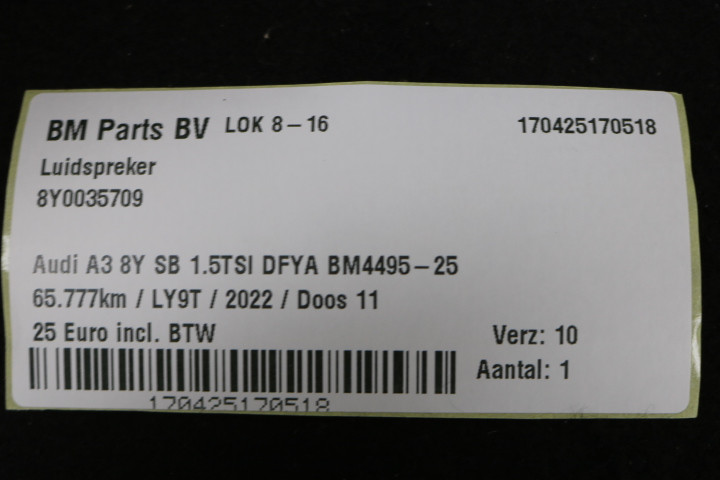 BM Parts BV LOK 8-16 170425170518
Luidspreker
8Y0035709
Audi A3 8Y SB 1.5TSI DFYA BM4495-25
65.777km / LY9T / 2022 / Doos 11
25 Euro incl. BTW Verz: 10
Aantal: 1
170425170518